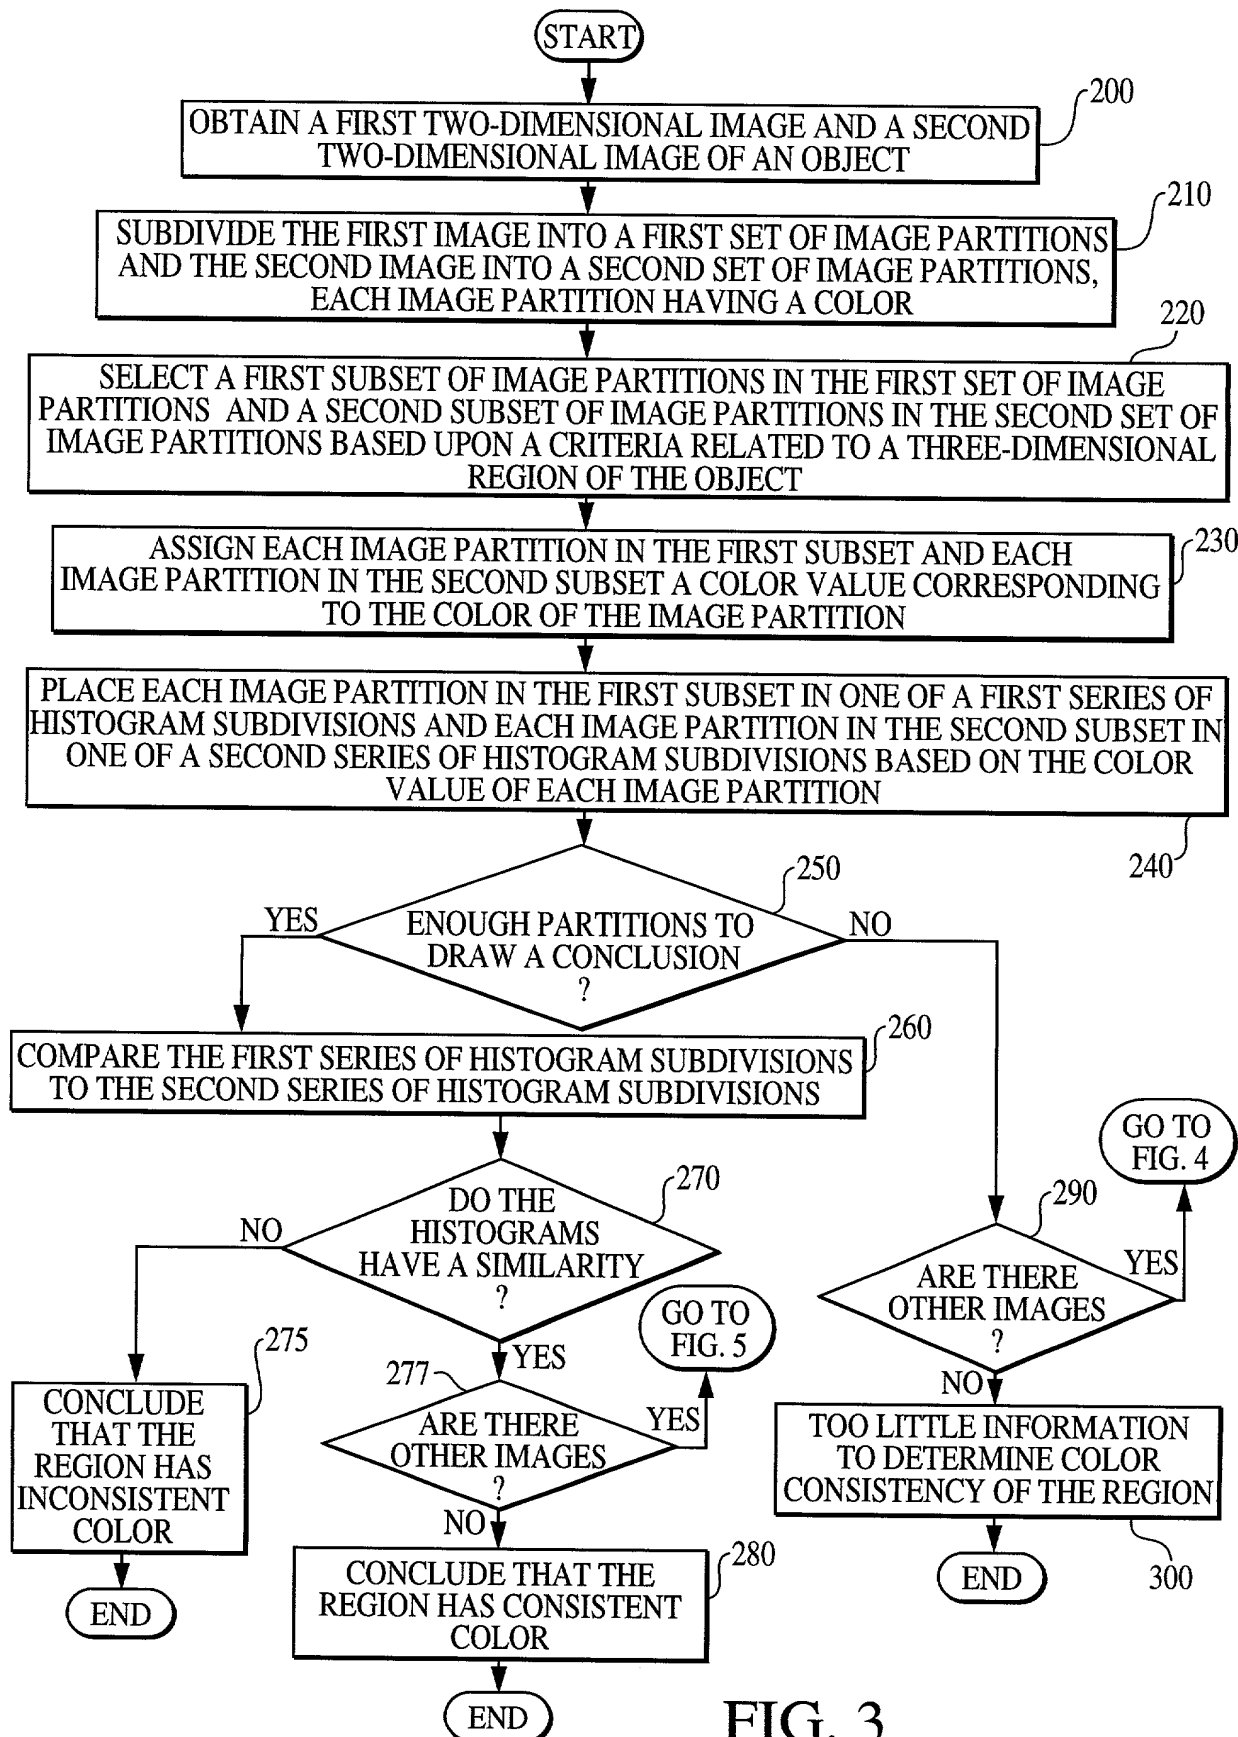 START
200
OBTAIN A FIRST TWO-DIMENSIONAL IMAGE AND A SECOND
TWO-DIMENSIONAL IMAGE OF AN OBJECT
210
SUBDIVIDE THE FIRST IMAGE INTO A FIRST SET OF IMAGE PARTITIONS
AND THE SECOND IMAGE INTO A SECOND SET OF IMAGE PARTITIONS,
EACH IMAGE PARTITION HAVING A COLOR
220
SELECT A FIRST SUBSET OF IMAGE PARTITIONS IN THE FIRST SET OF IMAGE
PARTITIONS AND A SECOND SUBSET OF IMAGE PARTITIONS IN THE SECOND SET OF
IMAGE PARTITIONS BASED UPON A CRITERIA RELATED TO A THREE-DIMENSIONAL
REGION OF THE OBJECT
230
ASSIGN EACH IMAGE PARTITION IN THE FIRST SUBSET AND EACH
IMAGE PARTITION IN THE SECOND SUBSET A COLOR VALUE CORRESPONDING
TO THE COLOR OF THE IMAGE PARTITION
PLACE EACH IMAGE PARTITION IN THE FIRST SUBSET IN ONE OF A FIRST SERIES OF
HISTOGRAM SUBDIVISIONS AND EACH IMAGE PARTITION IN THE SECOND SUBSET IN
ONE OF A SECOND SERIES OF HISTOGRAM SUBDIVISIONS BASED ON THE COLOR
VALUE OF EACH IMAGE PARTITION
240
250
YES
NO
ENOUGH PARTITIONS TO
DRAW A CONCLUSION
?
260
COMPARE THE FIRST SERIES OF HISTOGRAM SUBDIVISIONS
TO THE SECOND SERIES OF HISTOGRAM SUBDIVISIONS
GO TO
FIG. 4
270
DO THE
HISTOGRAMS
HAVE A SIMILARITY
?
NO
290
YES
ARE THERE
OTHER IMAGES
?
GO TO
FIG. 5
275
YES
277
NO
CONCLUDE
THAT THE
REGION HAS
INCONSISTENT
COLOR
ARE THERE
OTHER IMAGES
?
YES
TOO LITTLE INFORMATION
TO DETERMINE COLOR
CONSISTENCY OF THE REGION
NO
280
CONCLUDE THAT THE
REGION HAS CONSISTENT
COLOR
300
END
END
END
FIG. 3